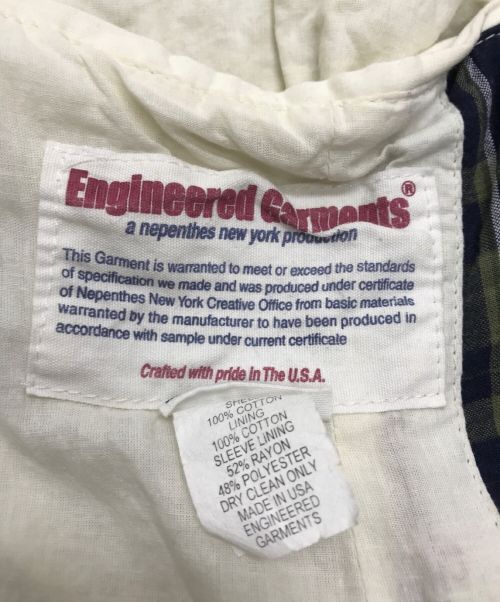 Engineered Garments®
a nepenthes new york production
This Garment is warranted to meet or exceed the standards
of specification we made and was produced under certificate
of Nepenthes New York Creative Office from basic materials
warranted by the manufacturer to have been produced in
accordance with sample under current certificate
Crafted with pride in The U.S.A.
SHELL
100% COTTON
LINING
100% COTTON
SLEEVE LINING
52% RAYON
48% POLYESTER
DRY CLEAN ONLY
MADE IN USA
ENGINEERED
GARMENTS